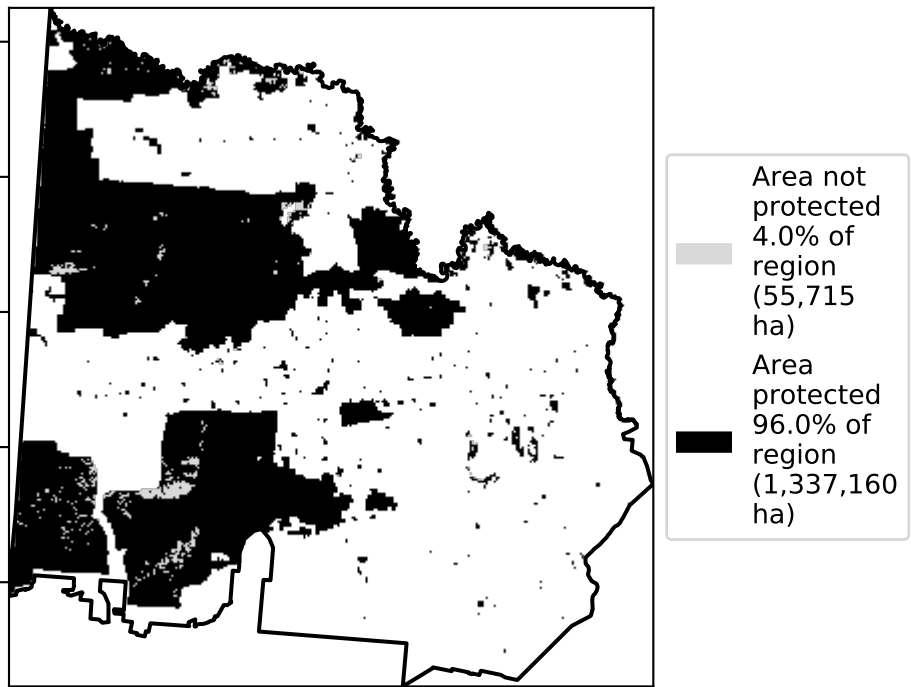 Area not
protected
4.0% of
region
(55,715
ha)
Area
protected
96.0% of
region
(1,337,160
ha)